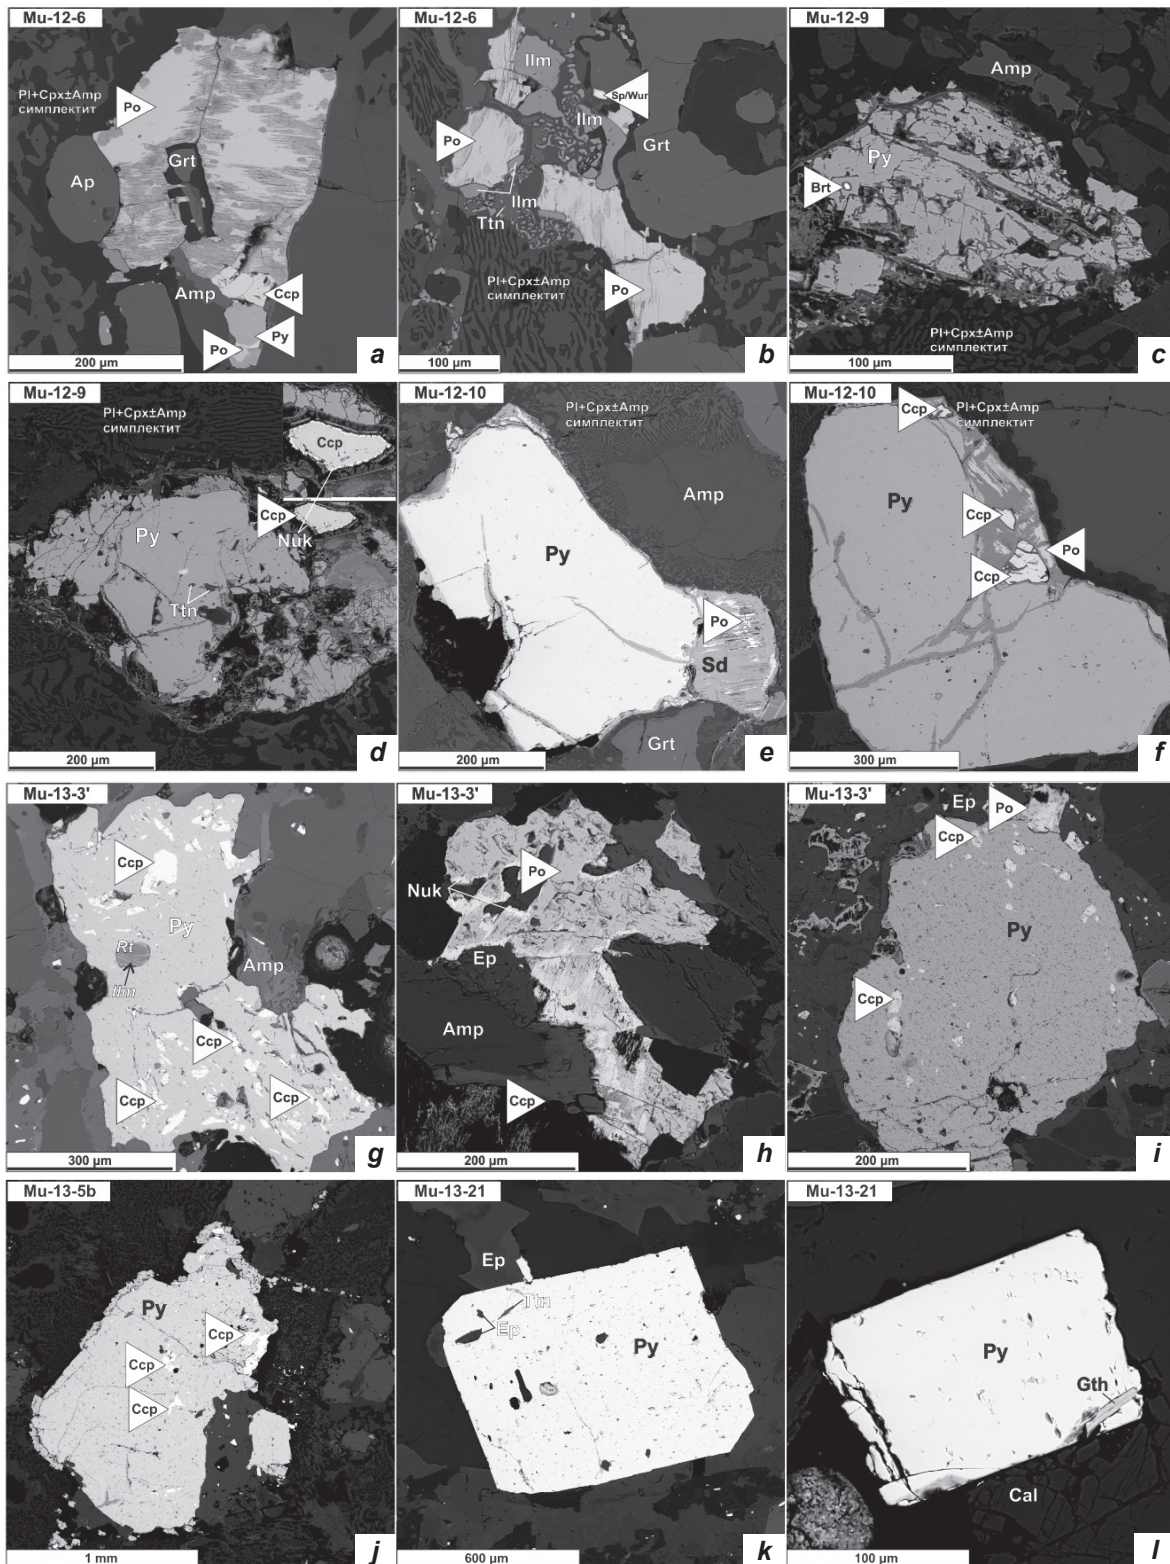 Mu-12-6
Pl+Cpx±Amp
симплектит
Po
Grt
Ap
Amp
Ccp
Po
Py
200 µm
a
Mu-12-6
Ilm
Sp/Wur
Ilm
Po
Grt
Ilm
Ttn
Pl+Cpx±Amp
симплектит
Po
100 µm
b
Mu-12-9
Amp
Py
Brt
Pl+Cpx±Amp
симплектит
100 µm
c
Mu-12-9
Pl+Cpx±Amp
симплектит
Ccp
Ccp
Py
Nuk
Ttn
200 µm
d
Mu-12-10
Pl+Cpx±Amp
симплектит
Amp
Py
Po
Sd
Grt
200 µm
e
Mu-12-10
Ccp
Pl+Cpx±Amp
симплектит
Py
Ccp
Po
Ccp
300 µm
f
Mu-13-3'
Ccp
Py
Rt
Ilm
Amp
Ccp
Ccp
Ccp
300 µm
g
Mu-13-3'
Po
Nuk
Ep
Amp
Ccp
200 µm
h
Mu-13-3'
Ep
Po
Ccp
Py
Ccp
200 µm
i
Mu-13-5b
Py
Ccp
Ccp
Ccp
1 mm
j
Mu-13-21
Ep
Ttn
Ep
Py
600 µm
k
Mu-13-21
Py
Gth
Cal
100 µm
l